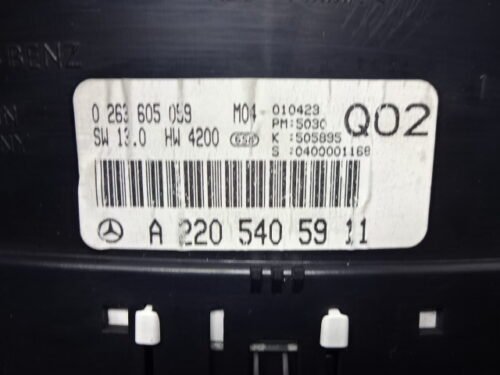 BENZ
0 263 605 059 M04- 010423 Q02
PM:5030
SW 13.0 HW 4200 K :505895
S :0400001168
A 220 540 59 11